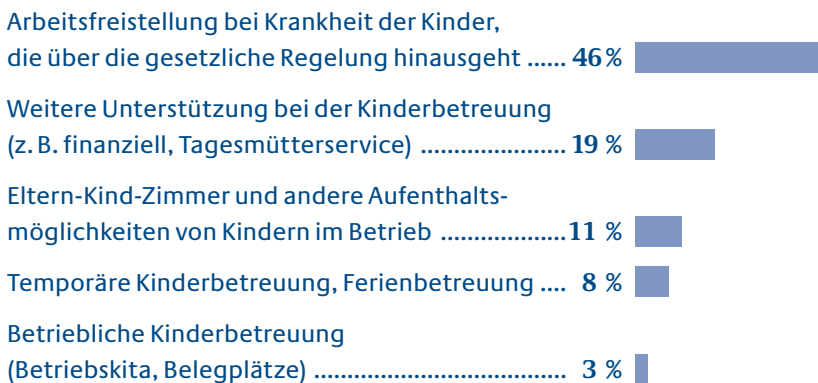 Arbeitsfreistellung bei Krankheit der Kinder,
die über die gesetzliche Regelung hinausgeht ...... 46 %
Weitere Unterstützung bei der Kinderbetreuung
(z. B. finanziell, Tagesmütterservice) ...................... 19 %
Eltern-Kind-Zimmer und andere Aufenthalts-
möglichkeiten von Kindern im Betrieb ...................11 %
Temporäre Kinderbetreuung, Ferienbetreuung .... 8 %
Betriebliche Kinderbetreuung
(Betriebskita, Belegplätze) ...................................... 3 %